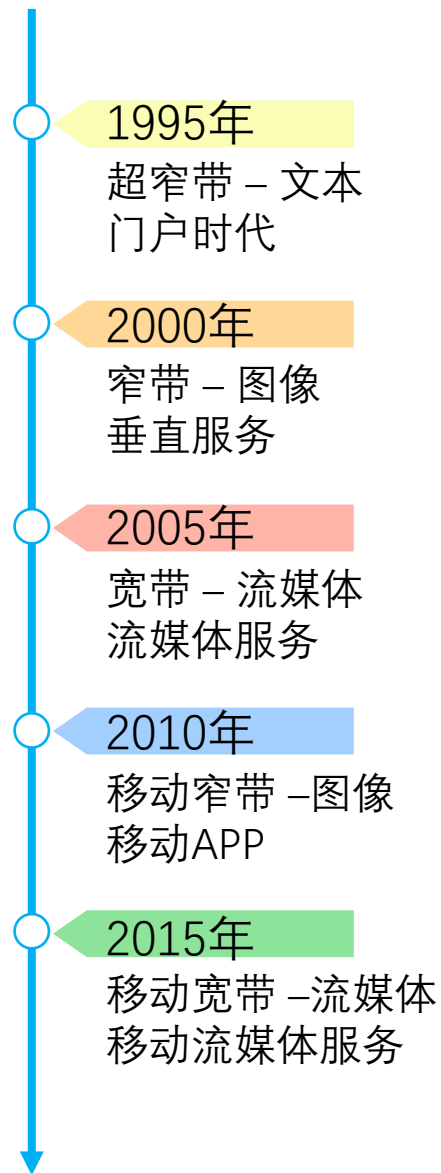 1995年
超窄带 – 文本
门户时代
2000年
窄带 – 图像
垂直服务
2005年
宽带 – 流媒体
流媒体服务
2010年
移动窄带 –图像
移动APP
2015年
移动宽带 –流媒体
移动流媒体服务